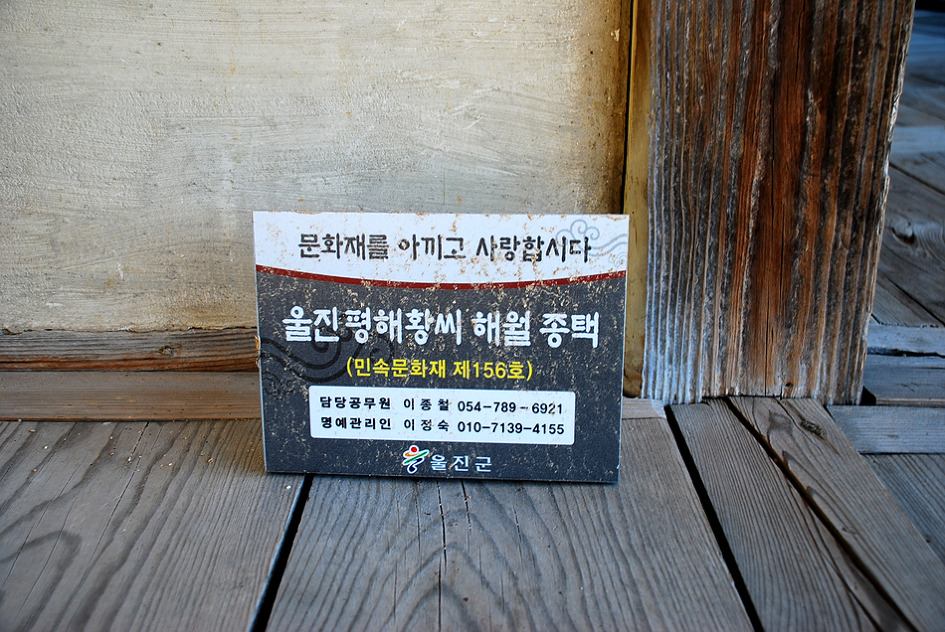 문화재를 아끼고 사랑합시다
울진평해황씨 해월 종택
(민속문화재 제156호)
담당공무원 이종철 054-789-6921
명예관리인 이정숙 010-7139-4155
울진군